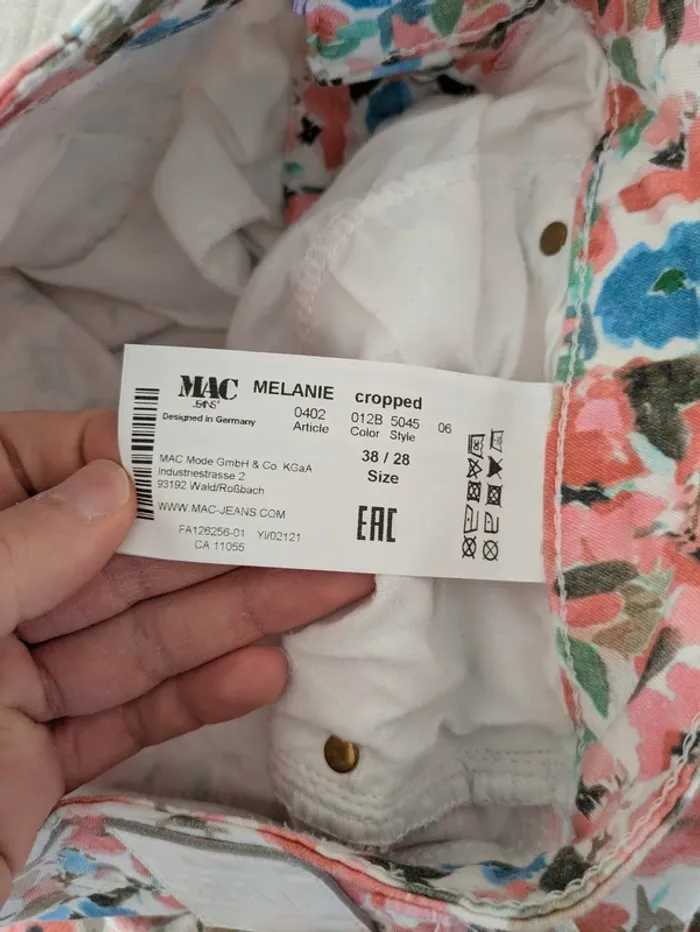 MAC MELANIE cropped
JEANS
Designed in Germany
0402 012B 5045 06
Article Color Style
38 / 28
Size
MAC Mode GmbH & Co. KGaA
Industriestrasse 2
93192 Wald/Roßbach
WWW.MAC-JEANS.COM
EAC
FA126256-01 YI/02121
CA 11055